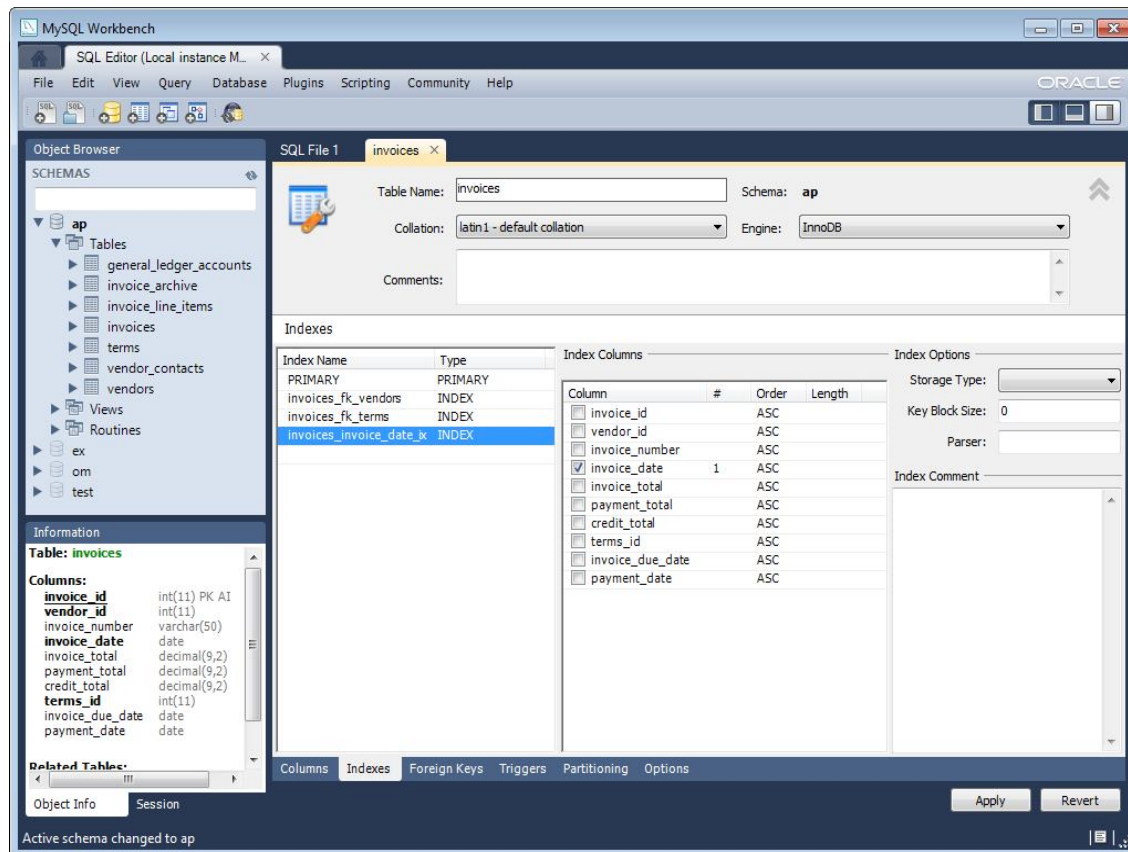 MySQL Workbench
SQL Editor (Local instance M... ×
File Edit View Query Database Plugins Scripting Community Help ORACLE
SQL SQL
Object Browser
SCHEMAS
ap
Tables
general_ledger_accounts
invoice_archive
invoice_line_items
invoices
terms
vendor_contacts
vendors
Views
Routines
ex
om
test
Information
Table: invoices
Columns:
invoice_id int(11) PK AI
vendor_id int(11)
invoice_number varchar(50)
invoice_date date
invoice_total decimal(9,2)
payment_total decimal(9,2)
credit_total decimal(9,2)
terms_id int(11)
invoice_due_date date
payment_date date
Related Tables:
Object Info Session
SQL File 1 invoices ×
Table Name: invoices Schema: ap
Collation: latin1 - default collation Engine: InnoDB
Comments:
Indexes
Index Name Type
PRIMARY PRIMARY
invoices_fk_vendors INDEX
invoices_fk_terms INDEX
invoices_invoice_date_ix INDEX
Index Columns
Column # Order Length
invoice_id ASC
vendor_id ASC
invoice_number ASC
invoice_date 1 ASC
invoice_total ASC
payment_total ASC
credit_total ASC
terms_id ASC
invoice_due_date ASC
payment_date ASC
Index Options
Storage Type:
Key Block Size: 0
Parser:
Index Comment
Columns Indexes Foreign Keys Triggers Partitioning Options
Apply Revert
Active schema changed to ap